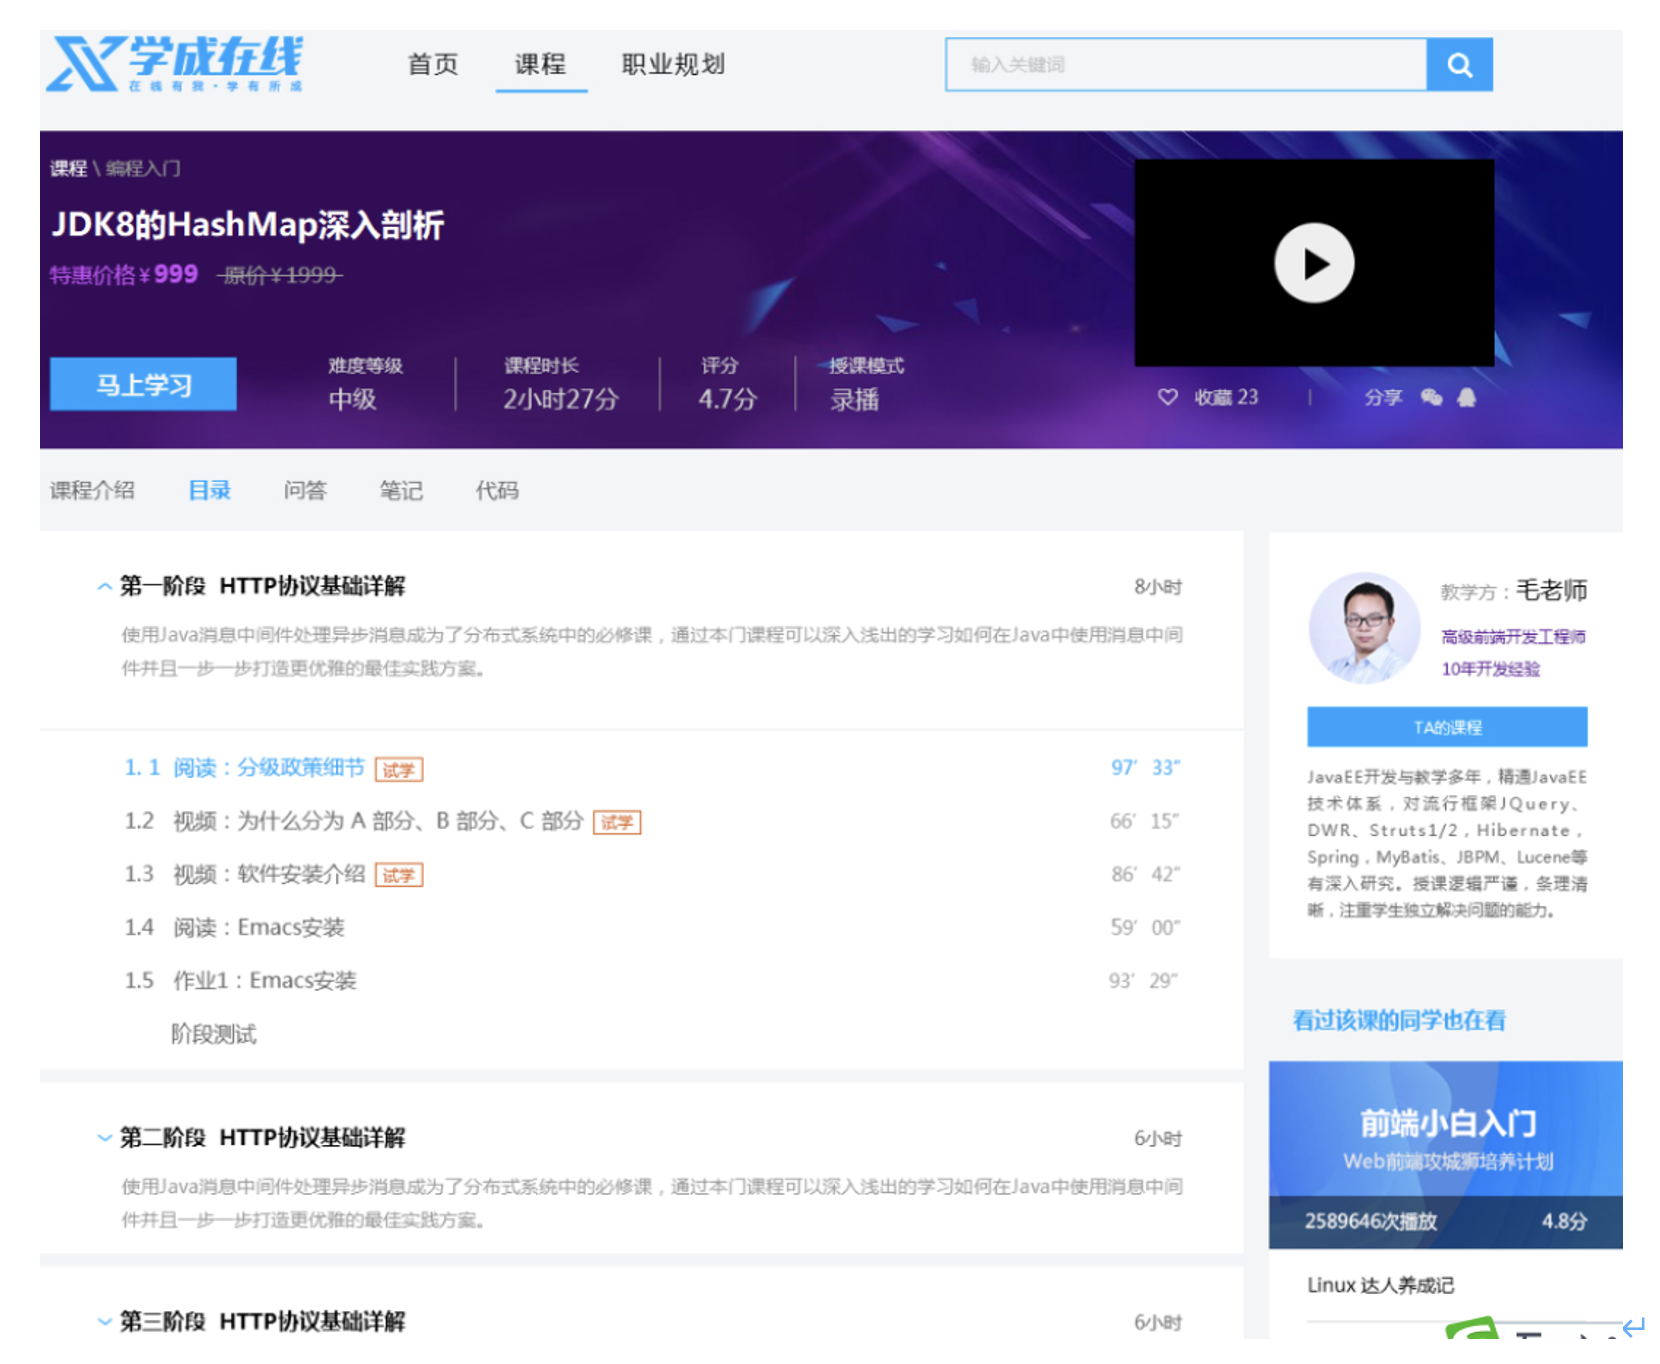 学成在线
在线有我·学有所成
首页 课程 职业规划
输入关键词
课程 \ 编程入门
JDK8的HashMap深入剖析
特惠价格¥999 原价¥1999
马上学习
难度等级 课程时长 评分 授课模式
中级 2小时27分 4.7分 录播
收藏 23 | 分享
课程介绍 目录 问答 笔记 代码
第一阶段 HTTP协议基础详解 8小时
使用Java消息中间件处理异步消息成为了分布式系统中的必修课，通过本门课程可以深入浅出的学习如何在Java中使用消息中间
件并且一步一步打造更优雅的最佳实践方案。
1. 1 阅读：分级政策细节 试学 97′ 33″
1.2 视频：为什么分为 A 部分、B 部分、C 部分 试学 66′ 15″
1.3 视频：软件安装介绍 试学 86′ 42″
1.4 阅读：Emacs安装 59′ 00″
1.5 作业1：Emacs安装 93′ 29″
阶段测试
第二阶段 HTTP协议基础详解 6小时
使用Java消息中间件处理异步消息成为了分布式系统中的必修课，通过本门课程可以深入浅出的学习如何在Java中使用消息中间
件并且一步一步打造更优雅的最佳实践方案。
第三阶段 HTTP协议基础详解 6小时
教学方：毛老师
高级前端开发工程师
10年开发经验
TA的课程
JavaEE开发与教学多年，精通JavaEE
技术体系，对流行框架JQuery、
DWR、Struts1/2，Hibernate，
Spring，MyBatis、JBPM、Lucene等
有深入研究。授课逻辑严谨，条理清
晰，注重学生独立解决问题的能力。
看过该课的同学也在看
前端小白入门
Web前端攻城狮培养计划
2589646次播放 4.8分
Linux 达人养成记